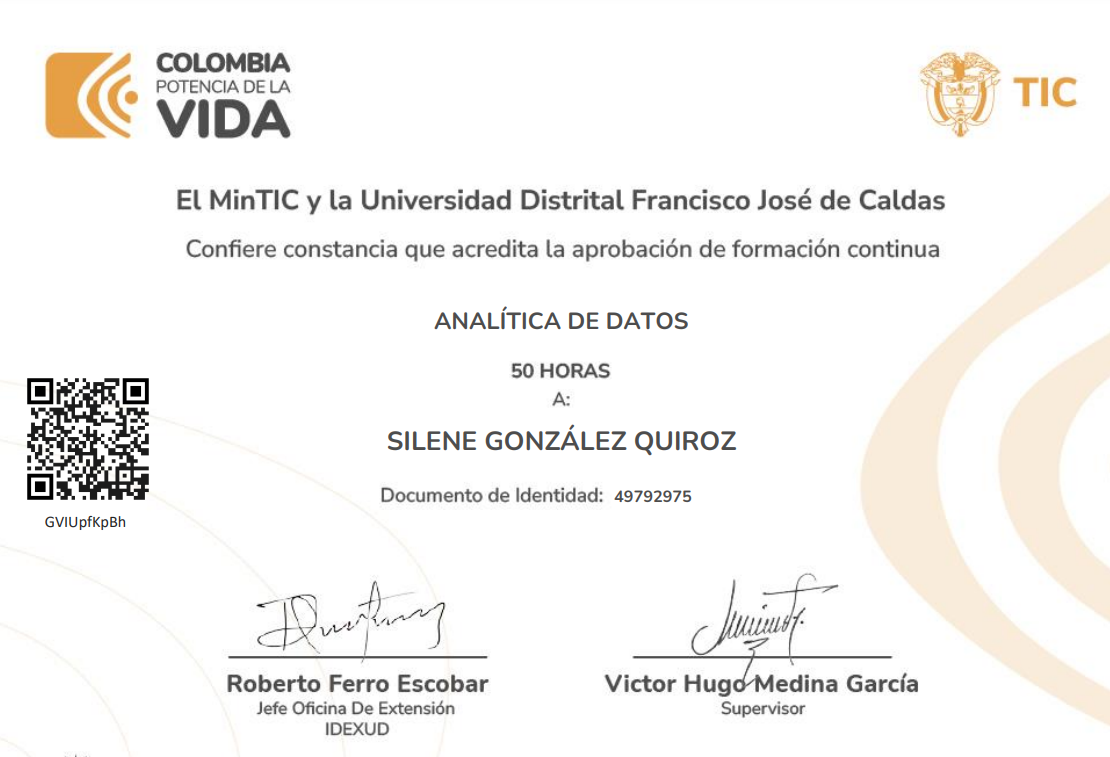 COLOMBIA
POTENCIA DE LA
VIDA
TIC
El MinTIC y la Universidad Distrital Francisco José de Caldas
Confiere constancia que acredita la aprobación de formación continua
ANALÍTICA DE DATOS
50 HORAS
A:
SILENE GONZÁLEZ QUIROZ
Documento de Identidad: 49792975
GVIUpfKpBh
Roberto Ferro Escobar
Jefe Oficina De Extensión
IDEXUD
Victor Hugo Medina García
Supervisor